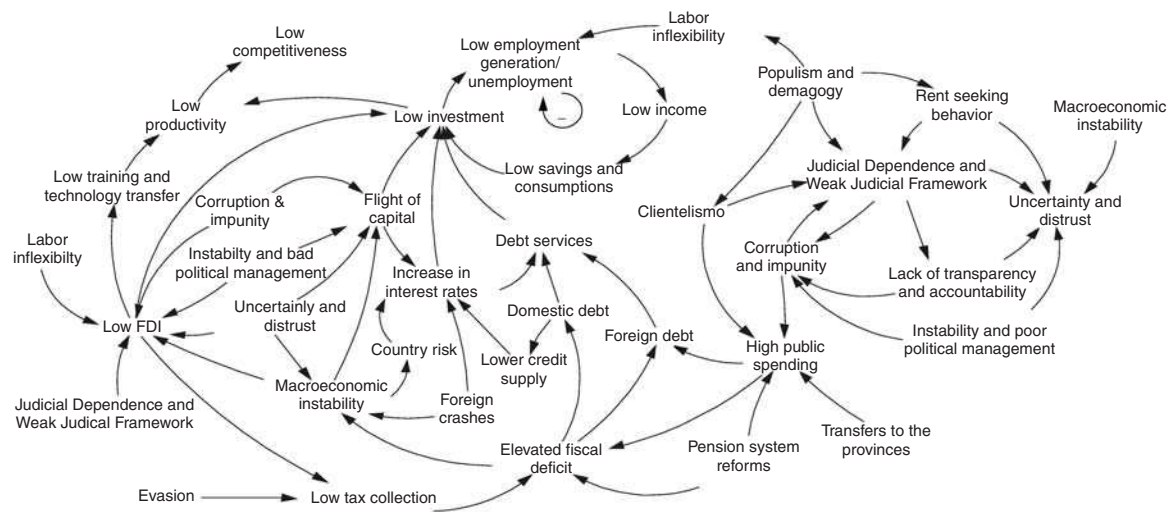 Low
competitiveness
Low employment
generation/
unemployment
Labor
inflexibility
Populism and
demagogy
Low
productivity
Low investment
–
Low income
Rent seeking
behavior
Macroeconomic
instability
Low training and
technology transfer
Corruption &
impunity
Flight of
capital
Low savings and
consumptions
Judicial Dependence and
Weak Judicial Framework
Clientelismo
Uncertainty and
distrust
Labor
inflexibilty
Instabilty and bad
political management
Debt services
Corruption
and impunity
Increase in
interest rates
Lack of transparency
and accountability
Low FDI
Uncertainly and
distrust
Domestic debt
Foreign debt
Instability and poor
political management
Country risk
Lower credit
supply
High public
spending
Macroeconomic
instability
Foreign
crashes
Judicial Dependence and
Weak Judical Framework
Elevated fiscal
deficit
Pension system
reforms
Transfers to the
provinces
Evasion
Low tax collection